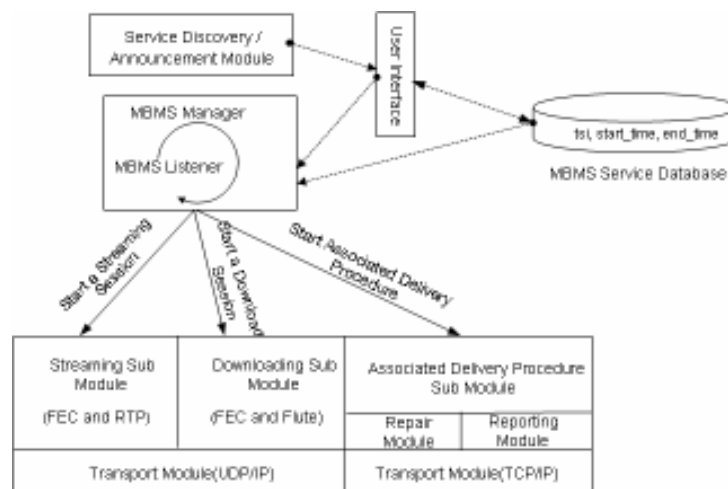 Service Discovery /
Announcement Module
User Interface
MBMS Manager
MBMS Listener
tsi, start_time, end_time
MBMS Service Database
Start a Streaming
Session
Start a Download
Session
Start Associated Delivery
Procedure
Streaming Sub
Module
(FEC and RTP)
Downloading Sub
Module
(FEC and Flute)
Associated Delivery Procedure
Sub Module
Repair
Module
Reporting
Module
Transport Module(UDP/IP)
Transport Module(TCP/IP)